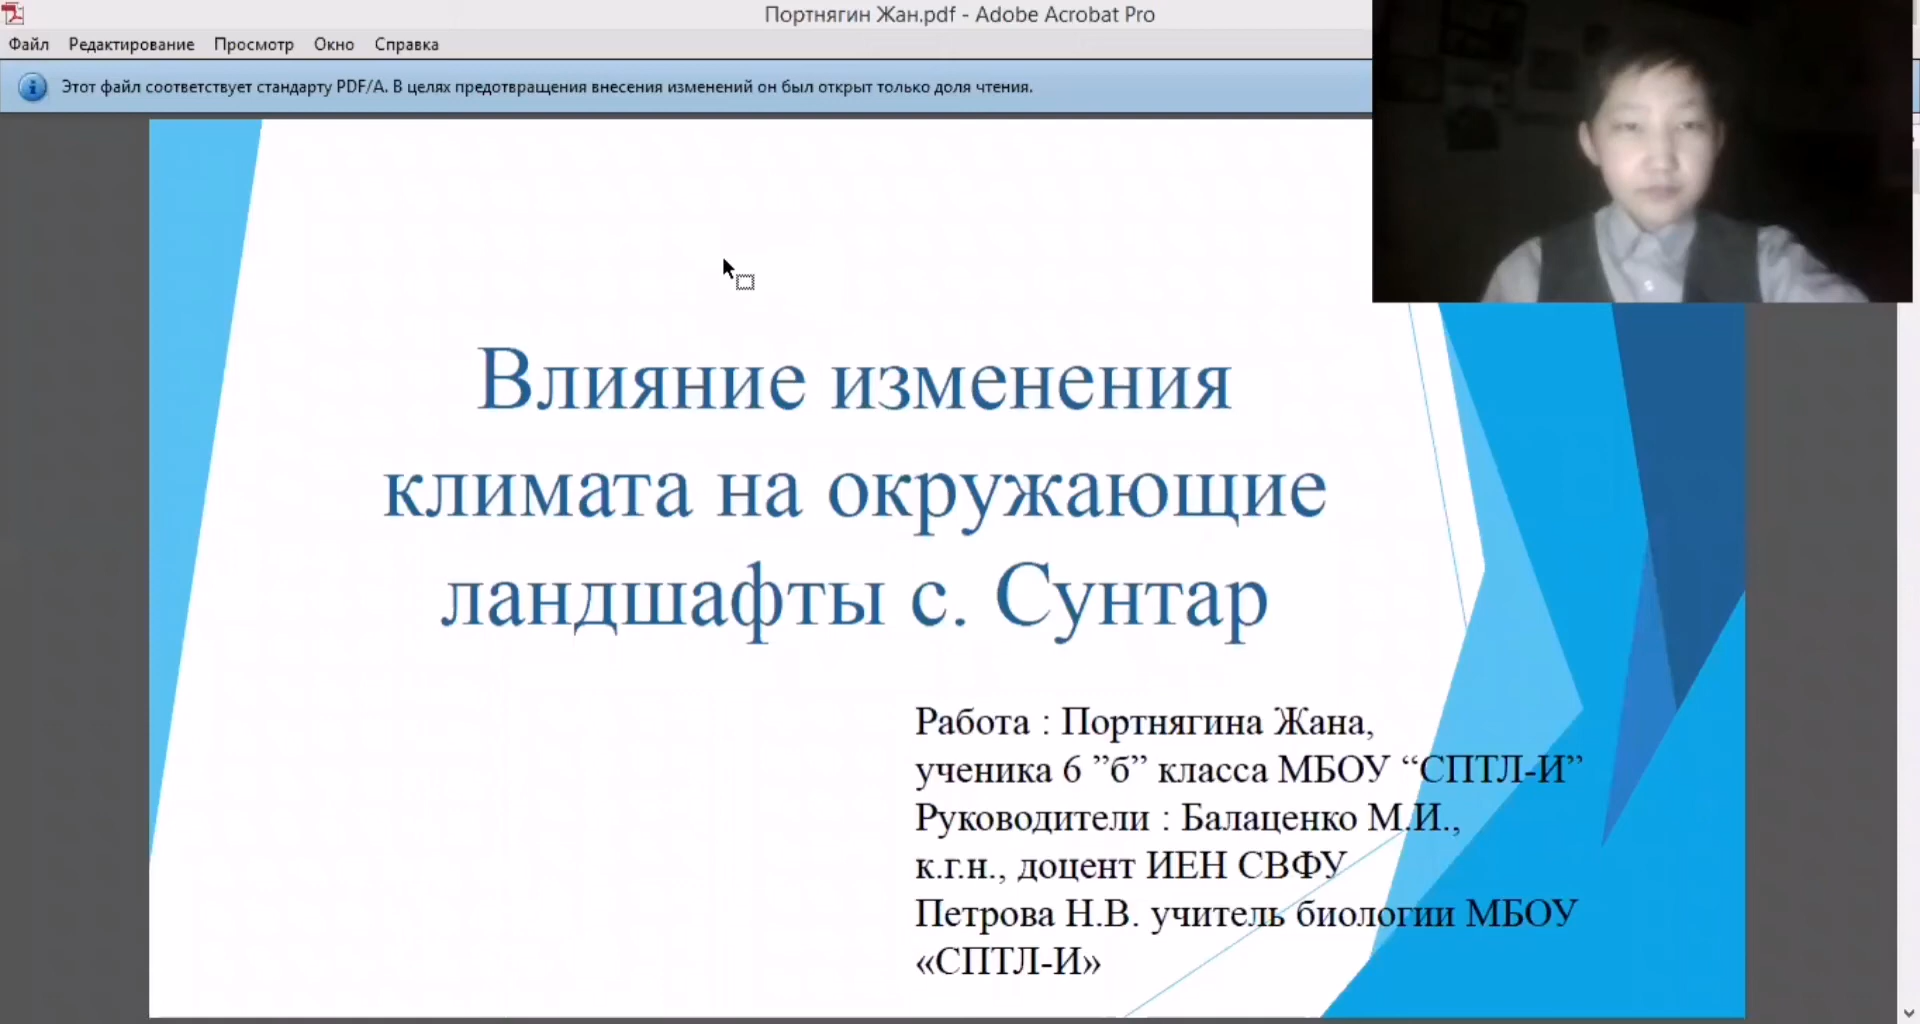 Портнягин Жан.pdf - Adobe Acrobat Pro
Файл Редактирование Просмотр Окно Справка
Этот файл соответствует стандарту PDF/A. В целях предотвращения внесения изменений он был открыт только доля чтения.
Влияние изменения
климата на окружающие
ландшафты с. Сунтар
Работа : Портнягина Жана,
ученика 6 ”б” класса МБОУ “СПТЛ-И”
Руководители : Балаценко М.И.,
к.г.н., доцент ИЕН СВФУ
Петрова Н.В. учитель биологии МБОУ
«СПТЛ-И»